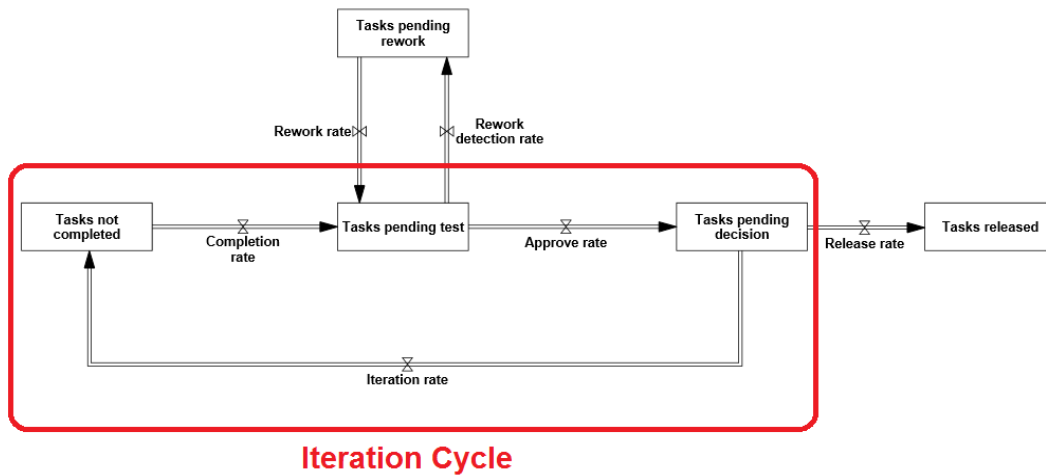 Tasks pending
rework
Rework rate
Rework
detection rate
Tasks not
completed
Completion
rate
Tasks pending test
Approve rate
Tasks pending
decision
Release rate
Tasks released
Iteration rate
Iteration Cycle